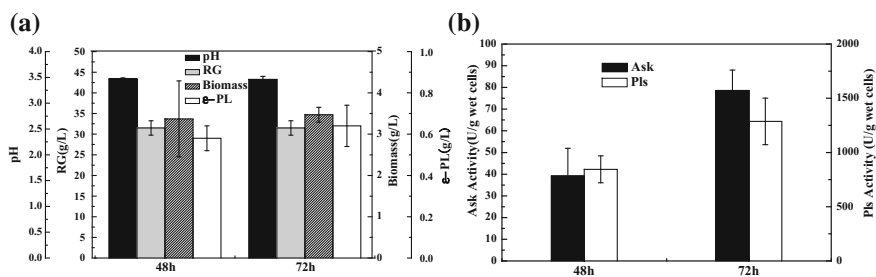 (a)
4.0
3.5
3.0
2.5
2.0
1.5
1.0
0.5
0.0
pH
50
45
40
35
30
25
20
15
10
5
0
RG(g/L)
pH
RG
Biomass
ε-PL
48h
72h
5
4
3
2
1
0
Biomass(g/L)
1.0
0.8
0.6
0.4
0.2
0.0
ε-PL(g/L)
(b)
100
90
80
70
60
50
40
30
20
10
0
Ask Activity(U/g wet cells)
Ask
Pls
48h
72h
2000
1500
1000
500
0
Pls Activity (U/g wet cells)